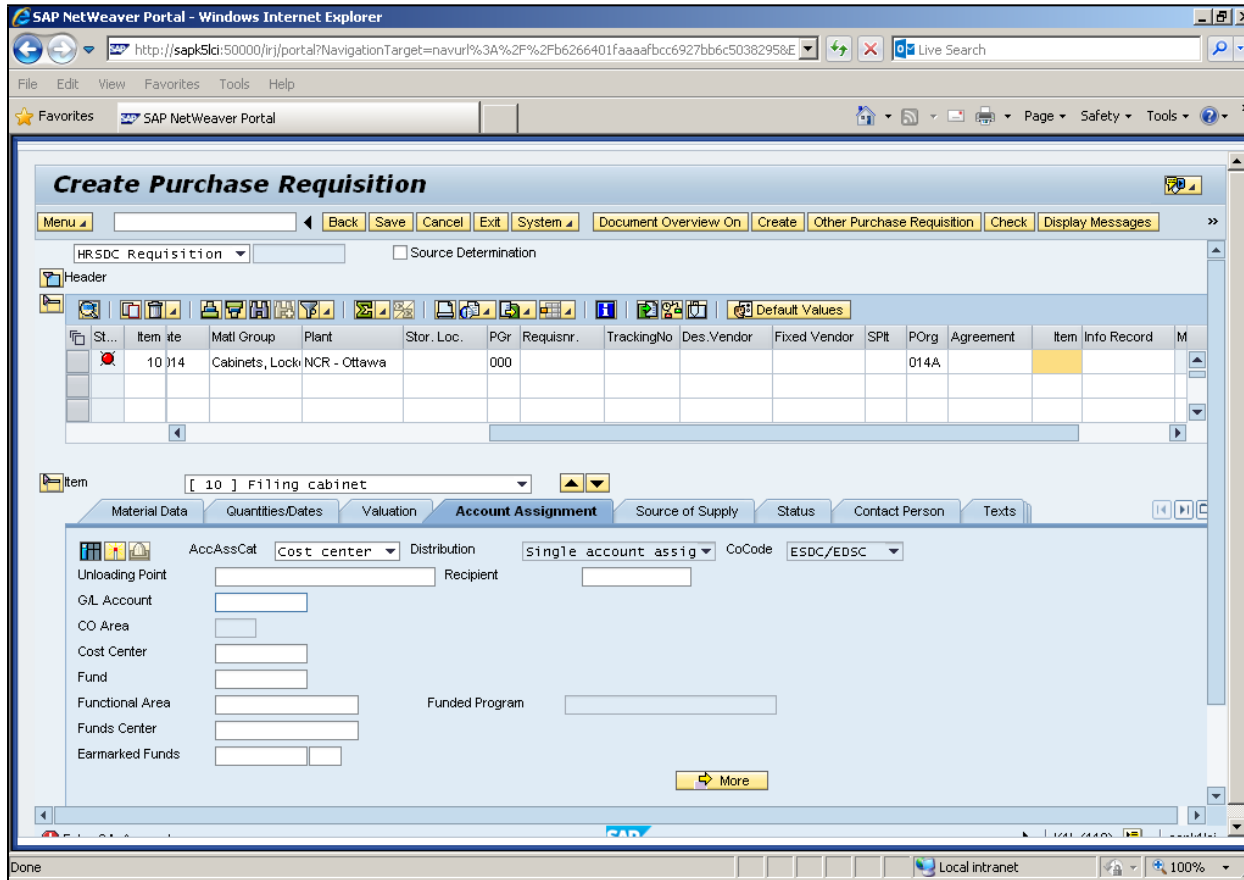 SAP NetWeaver Portal - Windows Internet Explorer
http://sapk5lci:50000/irj/portal?NavigationTarget=navurl%3A%2F%2Fb6266401faaaafbcc6927bb6c50382958&E
Live Search
File Edit View Favorites Tools Help
Favorites SAP NetWeaver Portal Page Safety Tools
Create Purchase Requisition
Menu Back Save Cancel Exit System Document Overview On Create Other Purchase Requisition Check Display Messages »
HRSDC Requisition Source Determination
Header
Default Values
St... Item ate Matl Group Plant Stor. Loc. PGr Requisnr. TrackingNo Des.Vendor Fixed Vendor SPlt POrg Agreement Item Info Record M
10 014 Cabinets, Lock NCR - Ottawa 000 014A
Item [ 10 ] Filing cabinet
Material Data Quantities/Dates Valuation Account Assignment Source of Supply Status Contact Person Texts
AccAssCat Cost center Distribution Single account assig CoCode ESDC/EDSC
Unloading Point Recipient
G/L Account
CO Area
Cost Center
Fund
Functional Area Funded Program
Funds Center
Earmarked Funds
More
SAP
Done Local intranet 100%